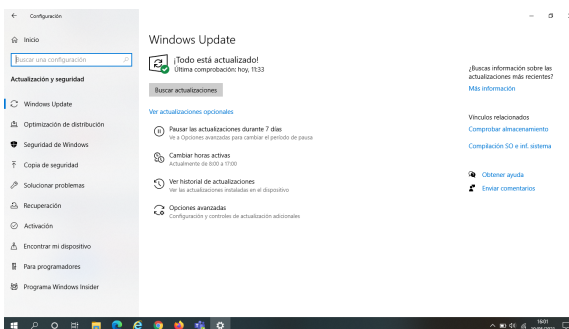 Configuración
Inicio
Buscar una configuración
Actualización y seguridad
Windows Update
Optimización de distribución
Seguridad de Windows
Copia de seguridad
Solucionar problemas
Recuperación
Activación
Encontrar mi dispositivo
Para programadores
Programa Windows Insider
Windows Update
¡Todo está actualizado!
Última comprobación: hoy, 11:33
Buscar actualizaciones
Ver actualizaciones opcionales
Pausar las actualizaciones durante 7 días
Ve a Opciones avanzadas para cambiar el período de pausa
Cambiar horas activas
Actualmente de 8:00 a 17:00
Ver historial de actualizaciones
Ver las actualizaciones instaladas en el dispositivo
Opciones avanzadas
Configuración y controles de actualización adicionales
¿Buscas información sobre las
actualizaciones más recientes?
Más información
Vínculos relacionados
Comprobar almacenamiento
Compilación SO e inf. sistema
Obtener ayuda
Enviar comentarios
16:01